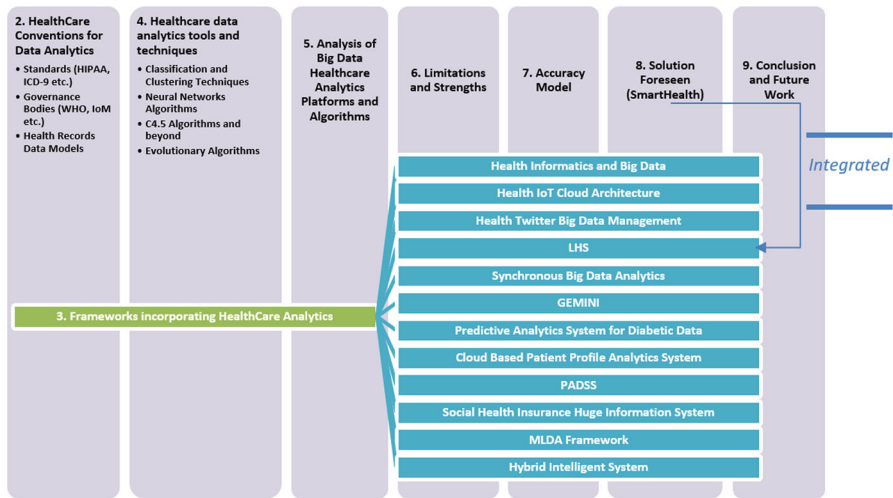 2. HealthCare
Conventions for
Data Analytics
• Standards (HIPAA,
ICD-9 etc.)
• Governance
Bodies (WHO, IoM
etc.)
• Health Records
Data Models
4. Healthcare data
analytics tools and
techniques
• Classification and
Clustering Techniques
• Neural Networks
Algorithms
• C4.5 Algorithms and
beyond
• Evolutionary Algorithms
5. Analysis of
Big Data
Healthcare
Analytics
Platforms and
Algorithms
6. Limitations
and Strengths
7. Accuracy
Model
8. Solution
Foreseen
(SmartHealth)
9. Conclusion
and Future
Work
Integrated
3. Frameworks incorporating HealthCare Analytics
Health Informatics and Big Data
Health IoT Cloud Architecture
Health Twitter Big Data Management
LHS
Synchronous Big Data Analytics
GEMINI
Predictive Analytics System for Diabetic Data
Cloud Based Patient Profile Analytics System
PADSS
Social Health Insurance Huge Information System
MLDA Framework
Hybrid Intelligent System